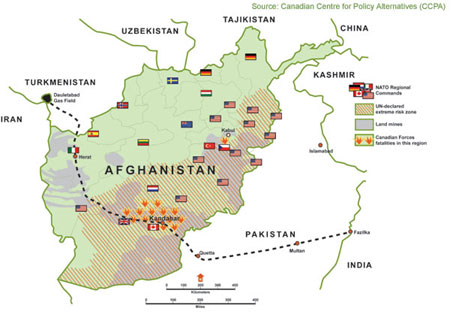 Source: Canadian Centre for Policy Alternatives (CCPA)
TAJIKISTAN
CHINA
UZBEKISTAN
KASHMIR
TURKMENISTAN
Dauletabad
Gas Field
NATO Regional
Commands
UN-declared
extreme risk zone
Land mines
Canadian Forces
fatalities in this region
IRAN
Kabul
Islamabad
Herat
AFGHANISTAN
Kandahar
PAKISTAN
Fazilka
Quetta
Multan
INDIA
Kilometers
Miles